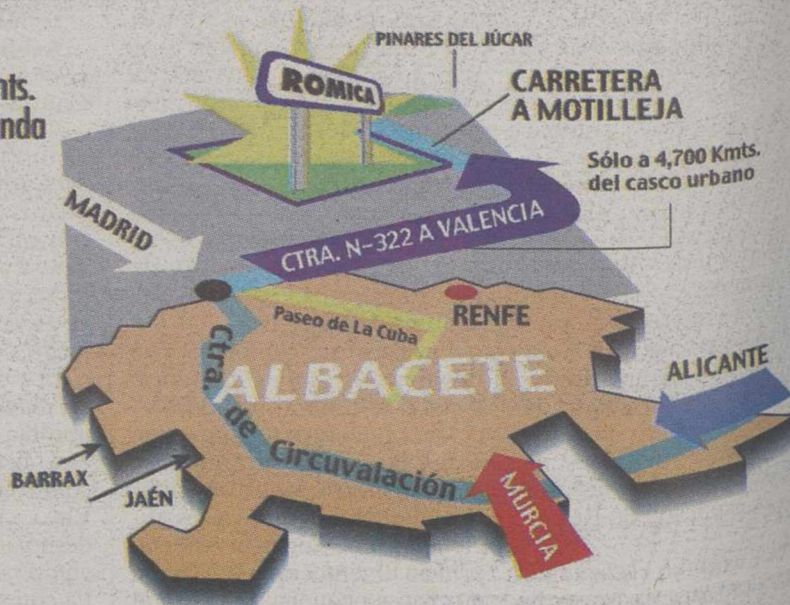 PINARES DEL JÚCAR
ROMICA
CARRETERA
A MOTILLEJA
Sólo a 4,700 Kmts.
del casco urbano
MADRID
CTRA. N-322 A VALENCIA
Paseo de La Cuba
RENFE
ALBACETE
ALICANTE
Ctra. de Circuvalación
BARRAX
JAÉN
MURCIA